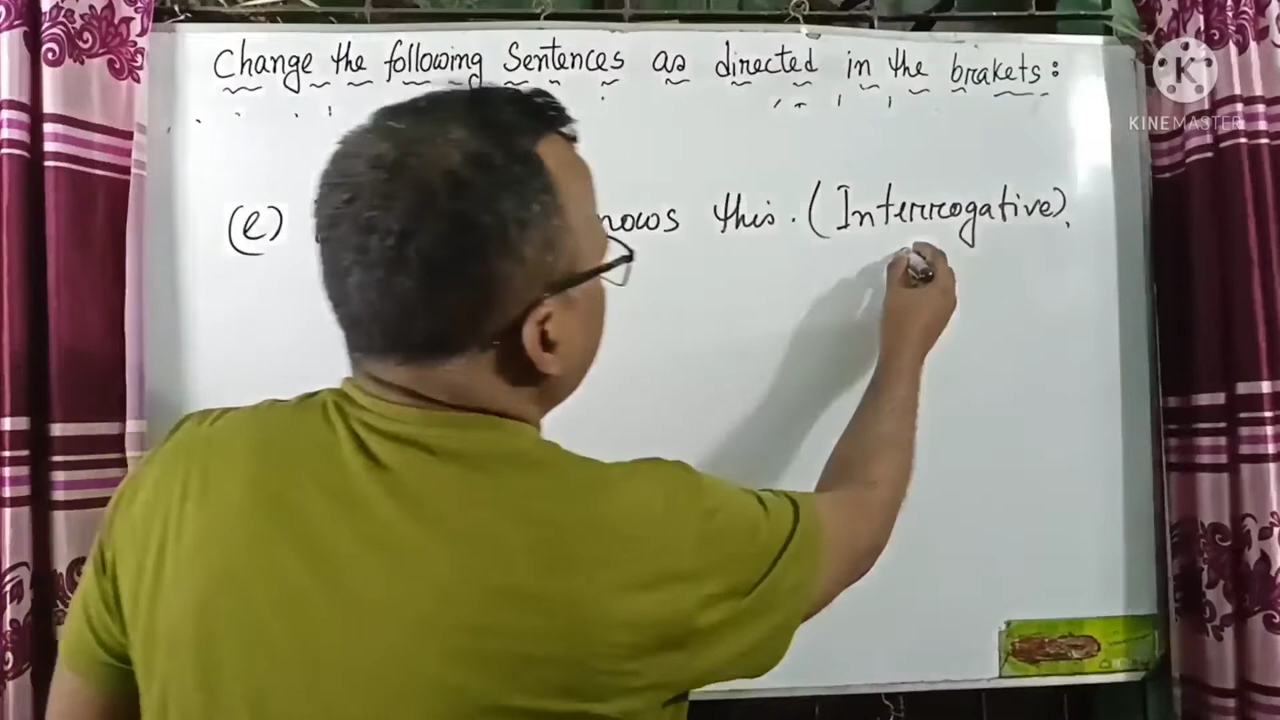 Change the following Sentences as directed in the brakets:
(e) nows this. (Interrogative).
KINEMASTER